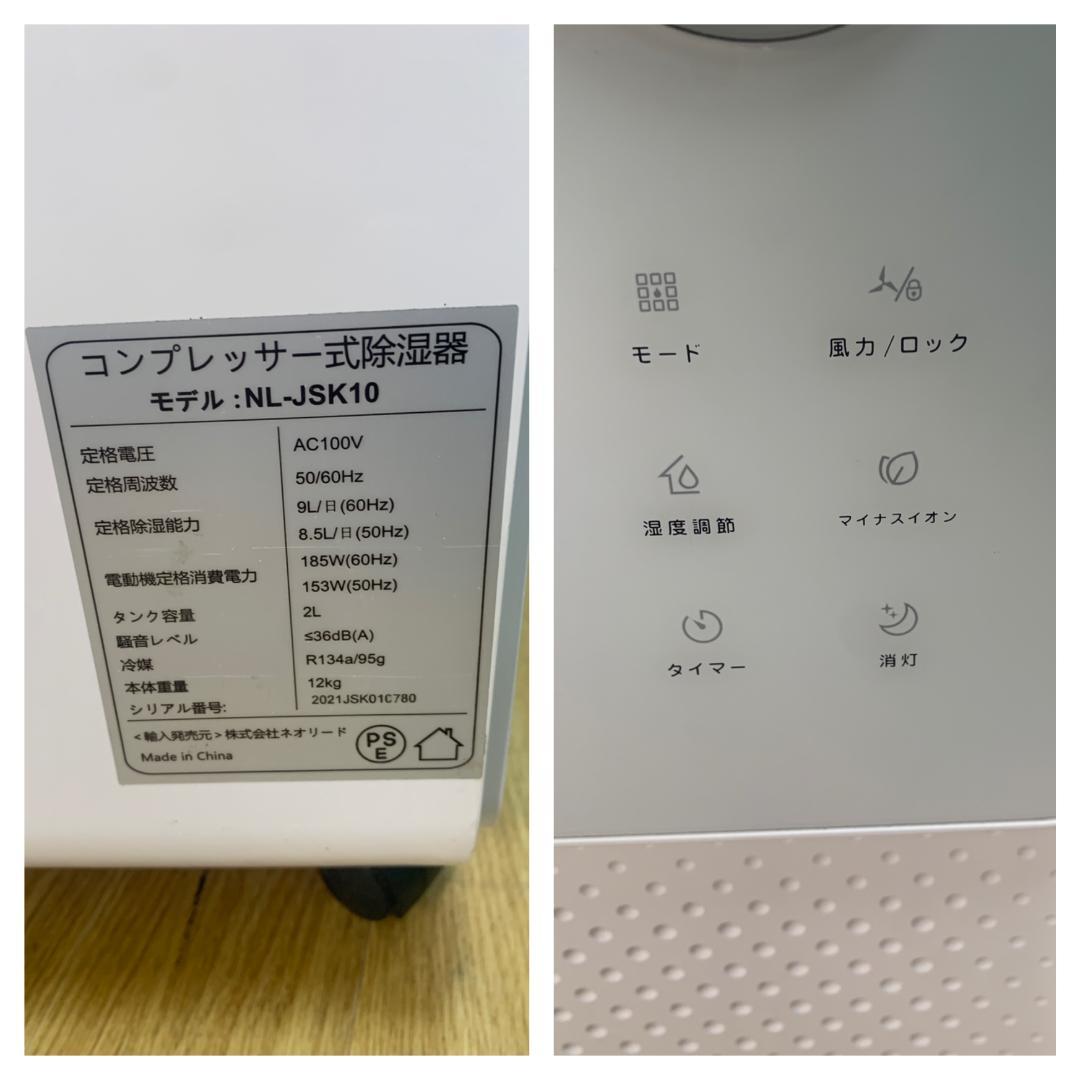 コンプレッサー式除湿器
モデル:NL-JSK10
定格電圧 AC100V
定格周波数 50/60Hz
定格除湿能力 9L/日(60Hz)
8.5L/日(50Hz)
電動機定格消費電力 185W(60Hz)
153W(50Hz)
タンク容量 2L
騒音レベル ≤36dB(A)
冷媒 R134a/95g
本体重量 12kg
シリアル番号:
<輸入発売元>株式会社ネオリード
Made in China
PS
E
モード
風力/ロック
湿度調節
マイナスイオン
タイマー
消灯